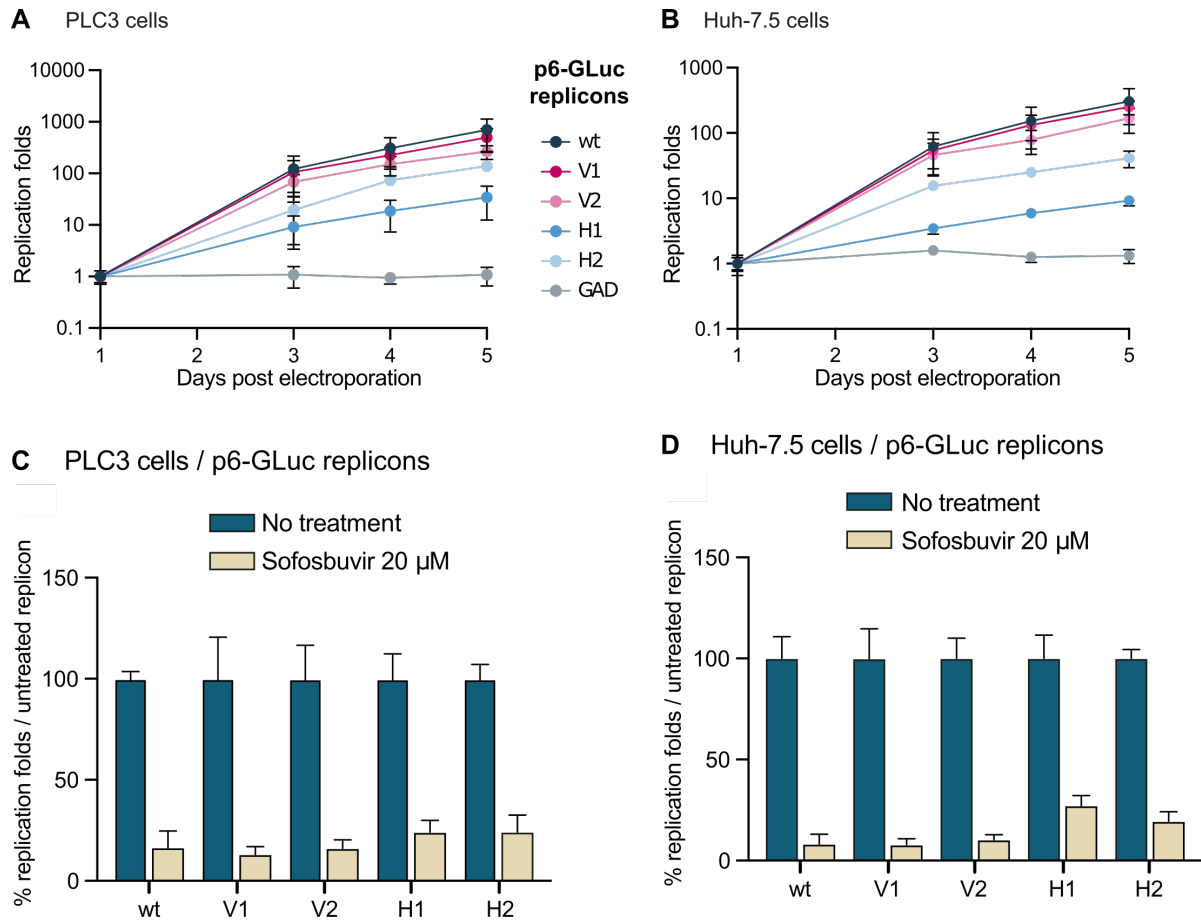 A PLC3 cells
Replication folds
10000
1000
100
10
1
0.1
1 2 3 4 5
Days post electroporation
p6-GLuc
replicons
wt
V1
V2
H1
H2
GAD
B Huh-7.5 cells
Replication folds
1000
100
10
1
0.1
1 2 3 4 5
Days post electroporation
C PLC3 cells / p6-GLuc replicons
No treatment
Sofosbuvir 20 µM
% replication folds / untreated replicon
150
100
50
0
wt V1 V2 H1 H2
D Huh-7.5 cells / p6-GLuc replicons
No treatment
Sofosbuvir 20 µM
% replication folds / untreated replicon
150
100
50
0
wt V1 V2 H1 H2